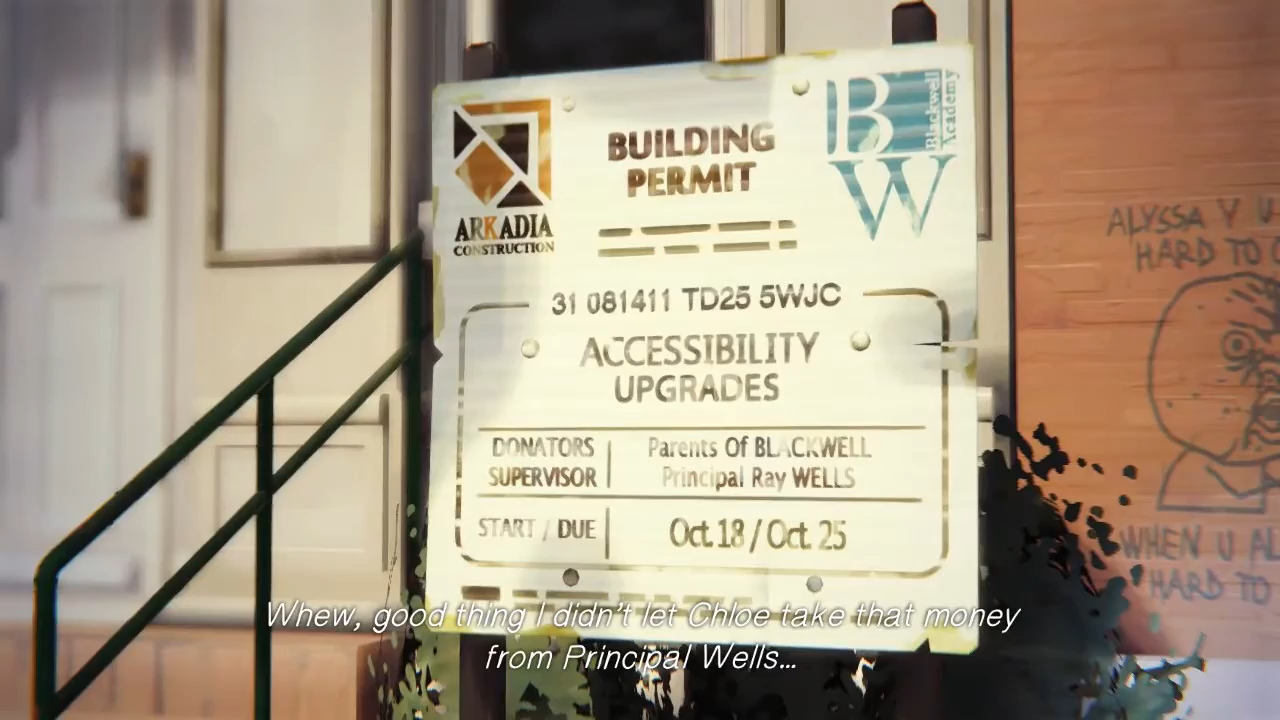 BUILDING
PERMIT
ARKADIA
CONSTRUCTION
B
Blackwell
Academy
W
31 081411 TD25 5WJC
ACCESSIBILITY
UPGRADES
DONATORS Parents Of BLACKWELL
SUPERVISOR Principal Ray WELLS
START / DUE Oct 18 / Oct 25
ALYSSA Y U
HARD TO
WHEN U
HARD TO
Whew, good thing I didn't let Chloe take that money
from Principal Wells...